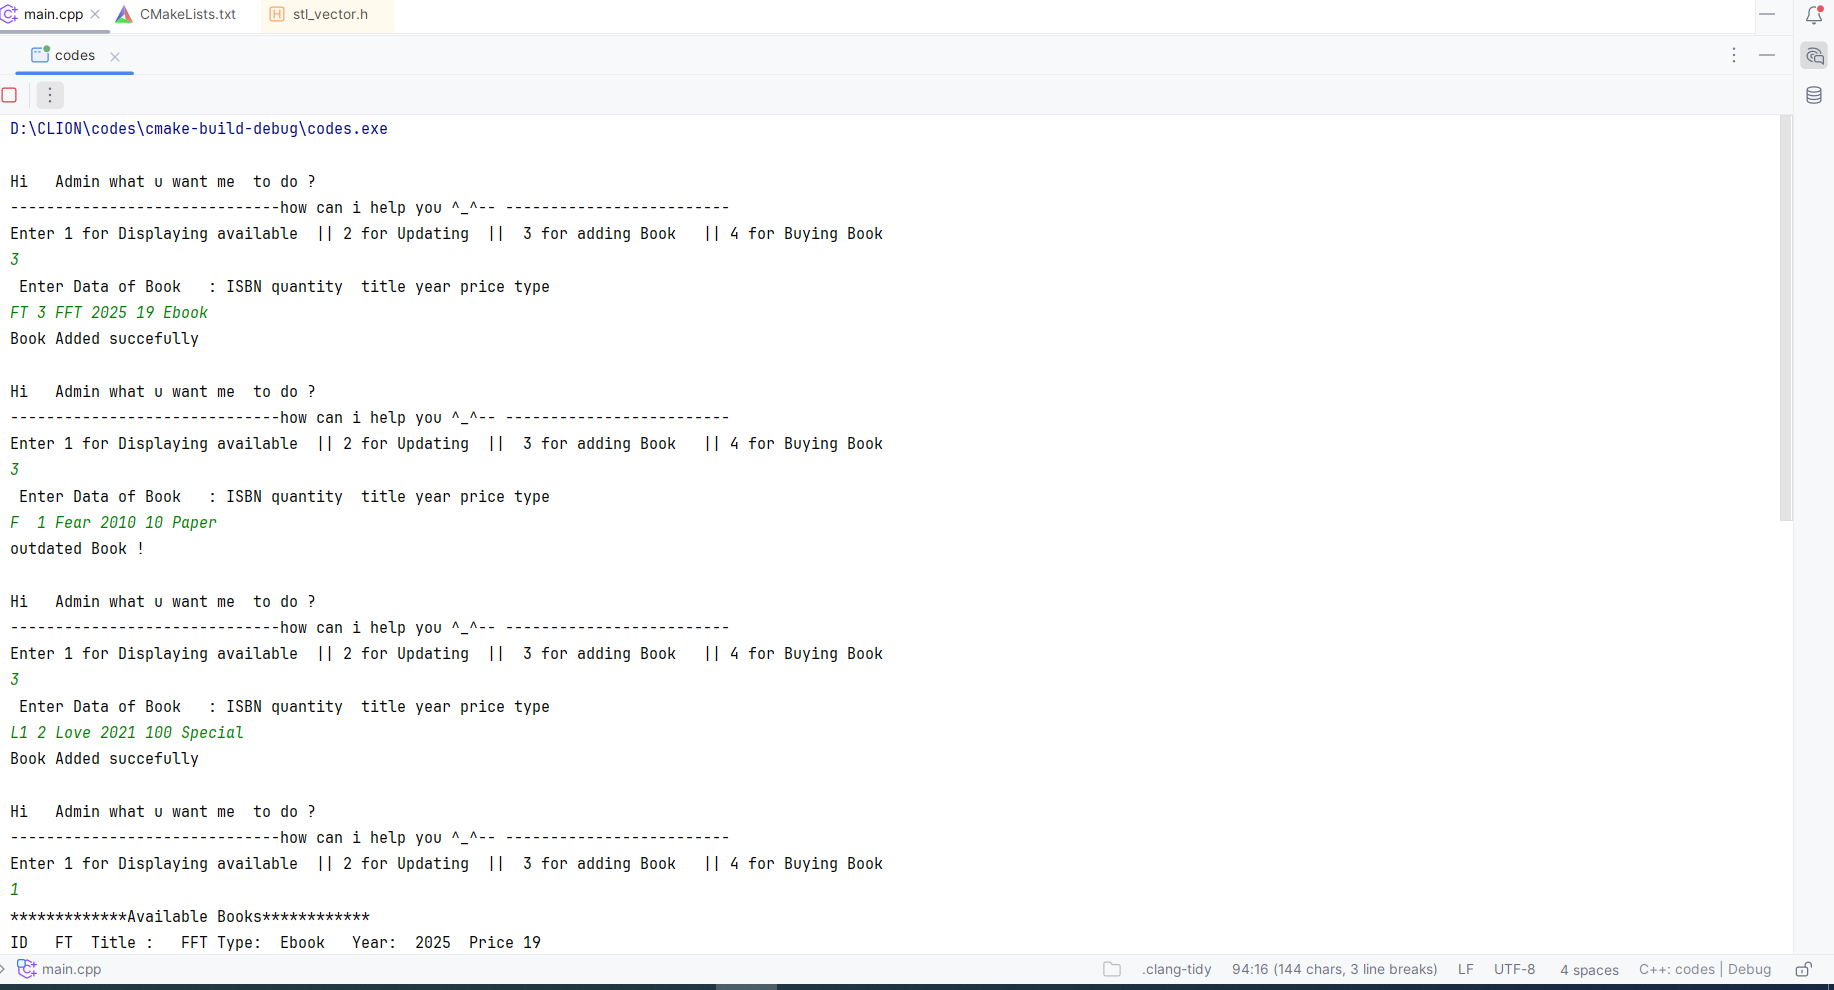 main.cpp CMakeLists.txt stl_vector.h
codes
D:\CLION\codes\cmake-build-debug\codes.exe
Hi   Admin what u want me  to do ?
------------------------------how can i help you ^_^-- -------------------------
Enter 1 for Displaying available  || 2 for Updating  ||  3 for adding Book   || 4 for Buying Book
3
 Enter Data of Book   : ISBN quantity  title year price type
FT 3 FFT 2025 19 Ebook
Book Added succefully
Hi   Admin what u want me  to do ?
------------------------------how can i help you ^_^-- -------------------------
Enter 1 for Displaying available  || 2 for Updating  ||  3 for adding Book   || 4 for Buying Book
3
 Enter Data of Book   : ISBN quantity  title year price type
F  1 Fear 2010 10 Paper
outdated Book !
Hi   Admin what u want me  to do ?
------------------------------how can i help you ^_^-- -------------------------
Enter 1 for Displaying available  || 2 for Updating  ||  3 for adding Book   || 4 for Buying Book
3
 Enter Data of Book   : ISBN quantity  title year price type
L1 2 Love 2021 100 Special
Book Added succefully
Hi   Admin what u want me  to do ?
------------------------------how can i help you ^_^-- -------------------------
Enter 1 for Displaying available  || 2 for Updating  ||  3 for adding Book   || 4 for Buying Book
1
*************Available Books************
ID   FT  Title :   FFT Type:  Ebook   Year:  2025  Price 19
main.cpp .clang-tidy 94:16 (144 chars, 3 line breaks) LF UTF-8 4 spaces C++: codes | Debug